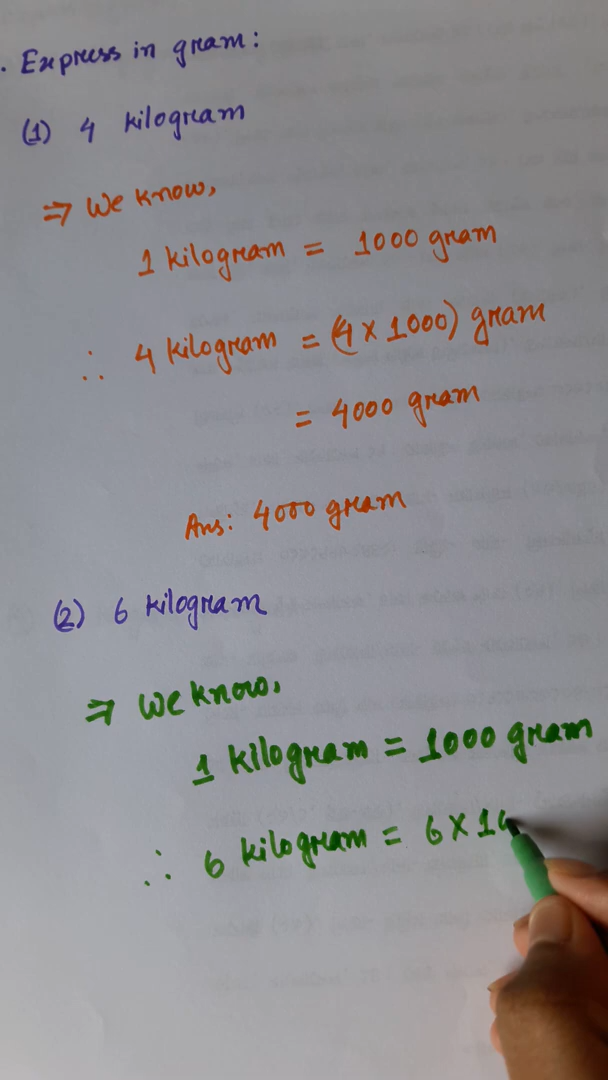 . Express in gram:
(1) 4 kilogram
⇒ We know,
1 kilogram = 1000 gram
∴ 4 kilogram = (4 × 1000) gram
= 4000 gram
Ans: 4000 gram
(2) 6 kilogram
⇒ We know,
1 kilogram = 1000 gram
∴ 6 kilogram = 6 × 10